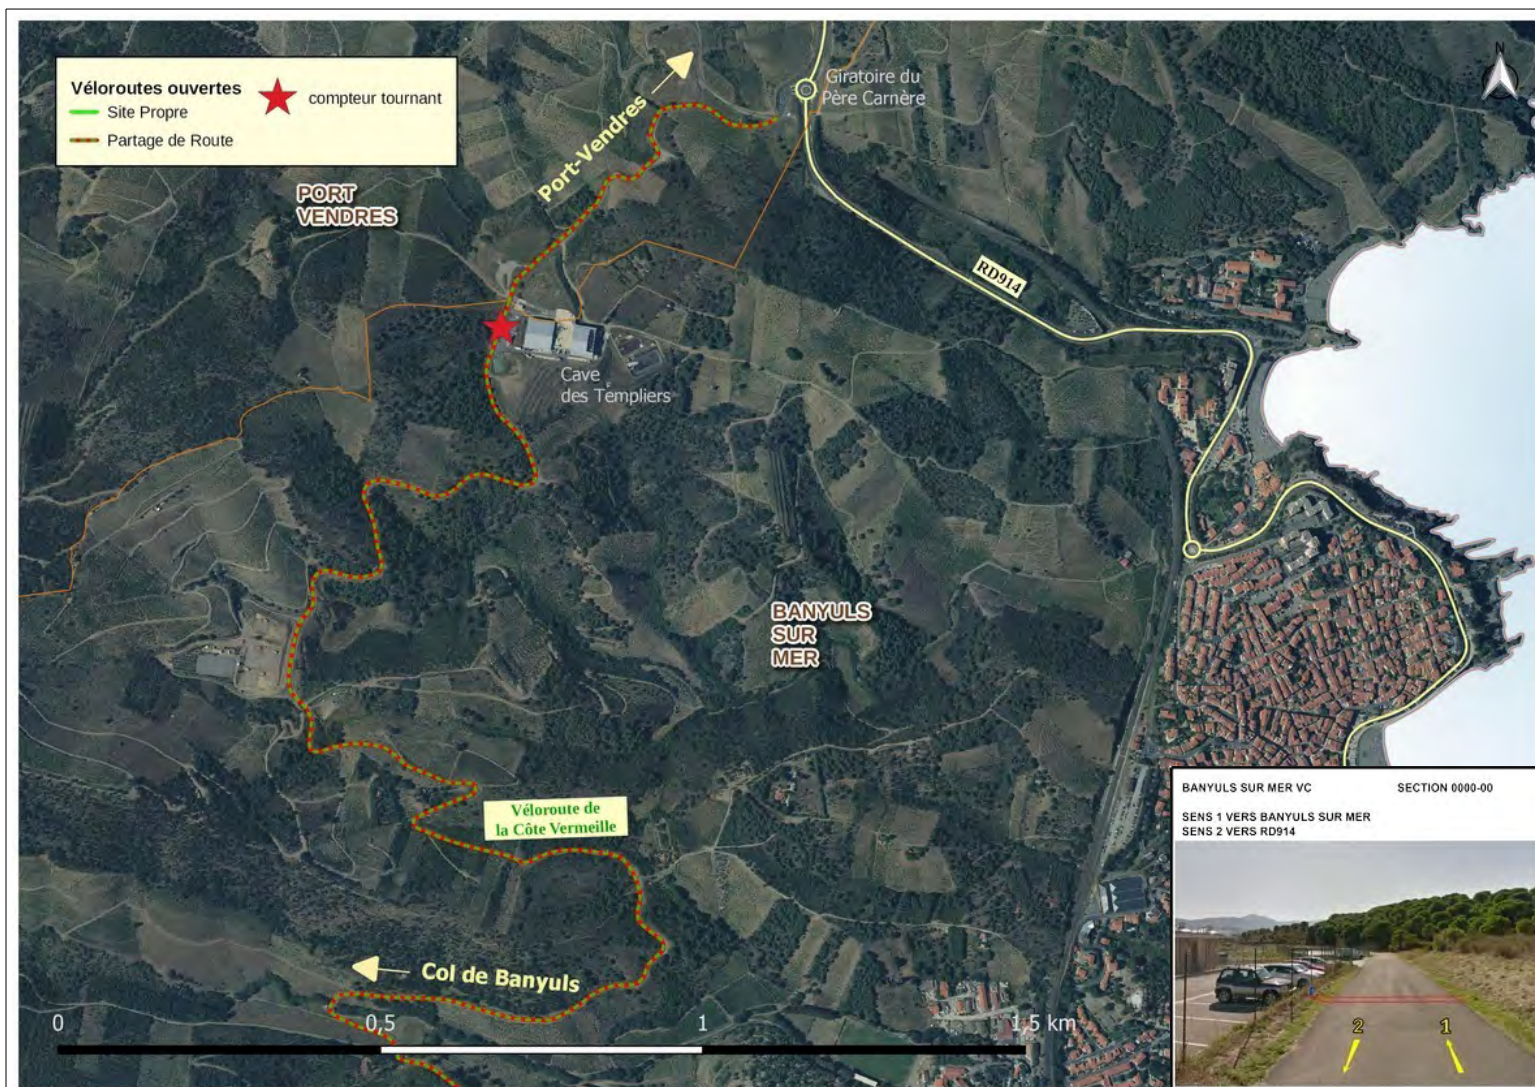 Véloroutes ouvertes
Site Propre
Partage de Route
compteur tournant
N
Giratoire du
Père Carnère
Port-Vendres
PORT
VENDRES
RD914
Cave
des Templiers
BANYULS
SUR
MER
Véloroute de
la Côte Vermeille
Col de Banyuls
0
0,5
1
1,5 km
BANYULS SUR MER VC SECTION 0000-00
SENS 1 VERS BANYULS SUR MER
SENS 2 VERS RD914
2
1